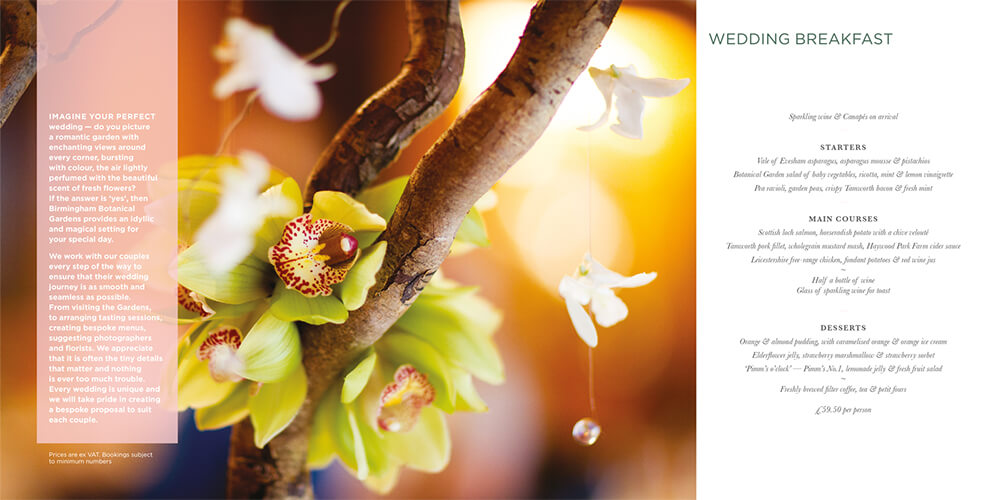 IMAGINE YOUR PERFECT
wedding — do you picture
a romantic garden with
enchanting views around
every corner, bursting
with colour, the air lightly
perfumed with the beautiful
scent of fresh flowers?
If the answer is 'yes', then
Birmingham Botanical
Gardens provides an idyllic
and magical setting for
your special day.
We work with our couples
every step of the way to
ensure that their wedding
journey is as smooth and
seamless as possible.
From visiting the Gardens,
to arranging tasting sessions,
creating bespoke menus,
suggesting photographers
and florists. We appreciate
that it is often the tiny details
that matter and nothing
is ever too much trouble.
Every wedding is unique and
we will take pride in creating
a bespoke proposal to suit
each couple.
Prices are ex VAT. Bookings subject
to minimum numbers
WEDDING BREAKFAST
Sparkling wine & Canapés on arrival
STARTERS
Vale of Evesham asparagus, asparagus mousse & pistachios
Botanical Garden salad of baby vegetables, ricotta, mint & lemon vinaigrette
Pea ravioli, garden peas, crispy Tamworth bacon & fresh mint
MAIN COURSES
Scottish loch salmon, horseradish potato with a chive velouté
Tamworth pork fillet, wholegrain mustard mash, Haywood Park Farm cider sauce
Leicestershire free-range chicken, fondant potatoes & red wine jus
~
Half a bottle of wine
Glass of sparkling wine for toast
DESSERTS
Orange & almond pudding, with caramelised orange & orange ice cream
Elderflower jelly, strawberry marshmallow & strawberry sorbet
'Pimm's o'clock' — Pimm's No.1, lemonade jelly & fresh fruit salad
~
Freshly brewed filter coffee, tea & petit fours
£59.50 per person